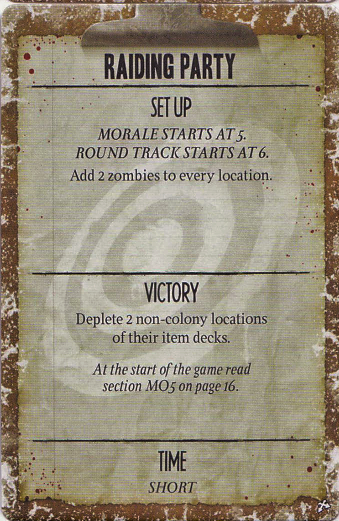 RAIDING PARTY
SET UP
MORALE STARTS AT 5.
ROUND TRACK STARTS AT 6.
Add 2 zombies to every location.
VICTORY
Deplete 2 non-colony locations
of their item decks.
At the start of the game read
section MO5 on page 16.
TIME
SHORT